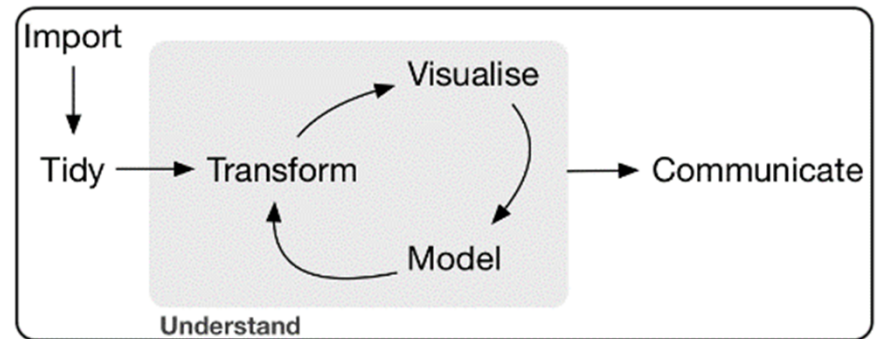 Import
Visualise
Tidy
Transform
Communicate
Model
Understand